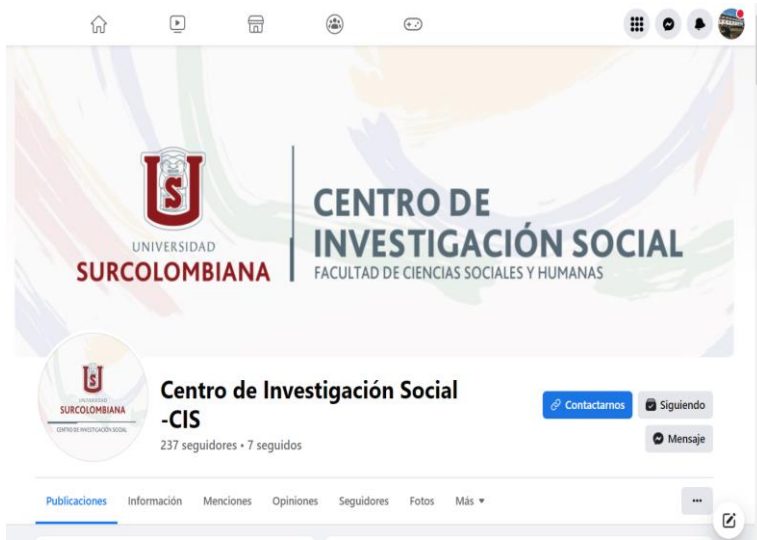 UNIVERSIDAD
SURCOLOMBIANA
CENTRO DE
INVESTIGACIÓN SOCIAL
FACULTAD DE CIENCIAS SOCIALES Y HUMANAS
UNIVERSIDAD
SURCOLOMBIANA
CENTRO DE INVESTIGACIÓN SOCIAL
Centro de Investigación Social
-CIS
237 seguidores • 7 seguidos
Contactarnos
Siguiendo
Mensaje
Publicaciones
Información
Menciones
Opiniones
Seguidores
Fotos
Más